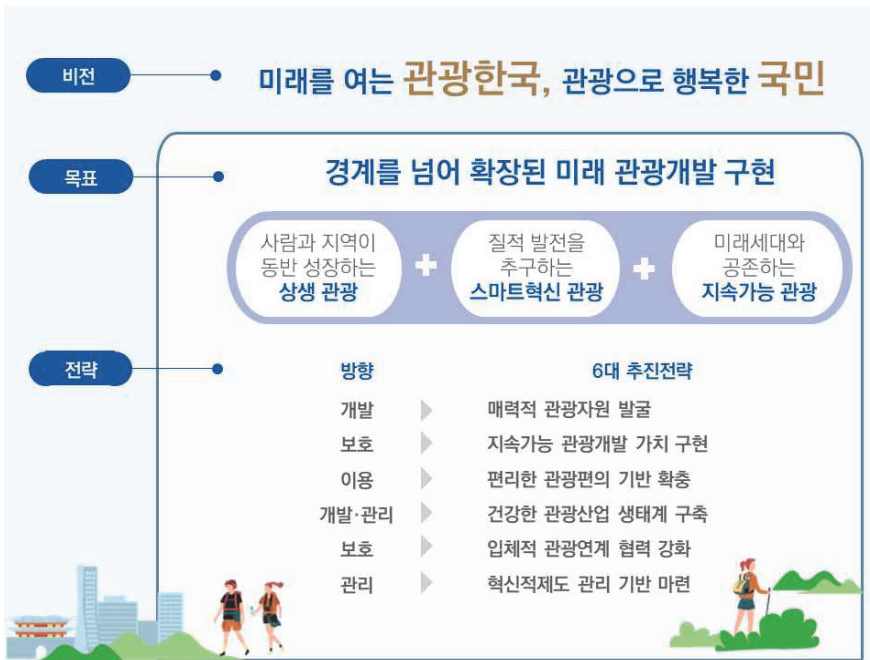 비전
미래를 여는 관광한국, 관광으로 행복한 국민
목표
경계를 넘어 확장된 미래 관광개발 구현
사람과 지역이
동반 성장하는
상생 관광
+
질적 발전을
추구하는
스마트혁신 관광
+
미래세대와
공존하는
지속가능 관광
전략
방향 6대 추진전략
개발 매력적 관광자원 발굴
보호 지속가능 관광개발 가치 구현
이용 편리한 관광편의 기반 확충
개발·관리 건강한 관광산업 생태계 구축
보호 입체적 관광연계 협력 강화
관리 혁신적제도 관리 기반 마련